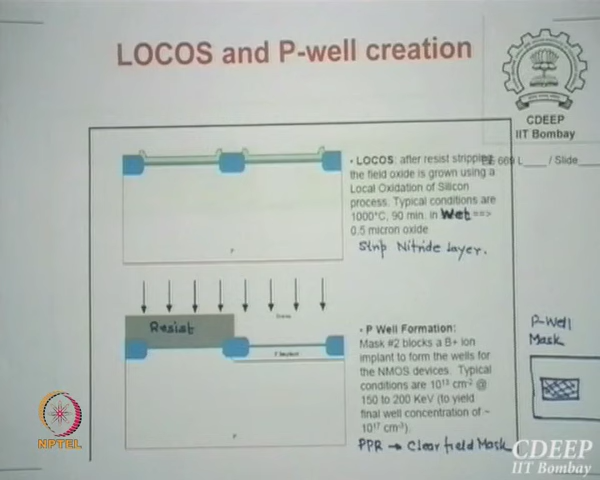 LOCOS and P-well creation
CDEEP
IIT Bombay
EE 669 L____ / Slide____
• LOCOS: after resist stripping
the field oxide is grown using a
Local Oxidation of Silicon
process. Typical conditions are
1000°C, 90 min. in Wet ==>
0.5 micron oxide
Strip Nitride Layer.
Resist
P
• P Well Formation:
Mask #2 blocks a B+ ion
implant to form the wells for
the NMOS devices. Typical
conditions are 10¹³ cm⁻² @
150 to 200 KeV (to yield
final well concentration of ~
10¹⁷ cm⁻³).
PPR → Clearfield Mask
P
P-Well
Mask
NPTEL
CDEEP
IIT Bombay